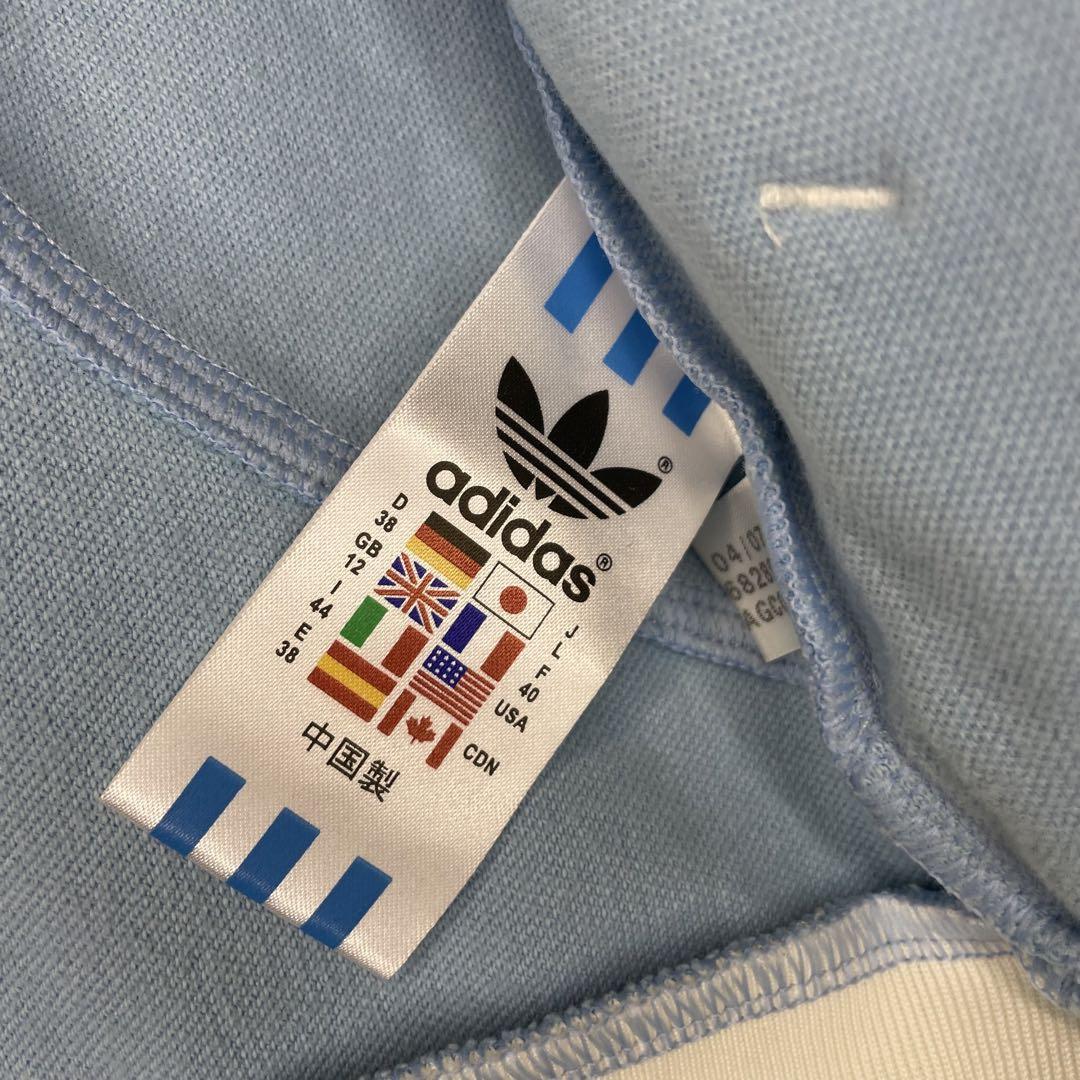 adidas®
®
D
38
GB
12
I
44
E
38
J
L
F
40
USA
CDN
中国製
04/07